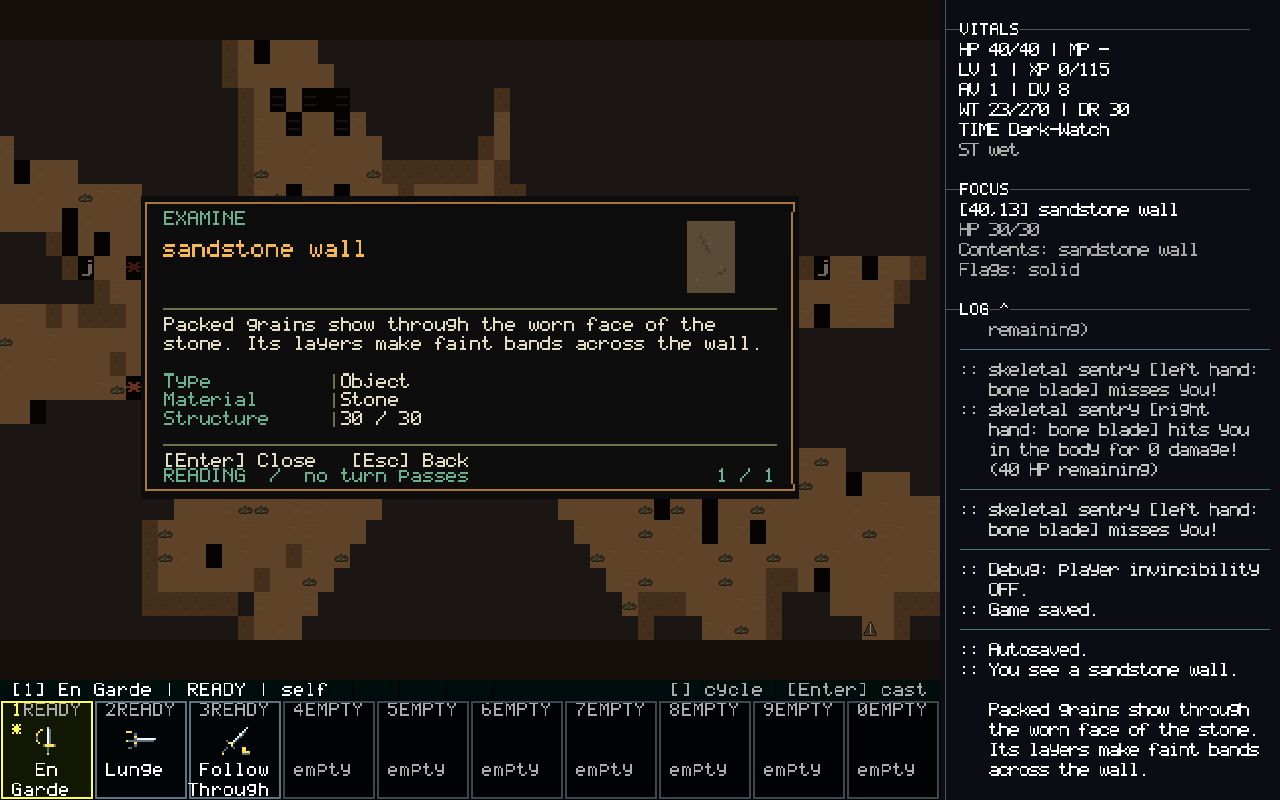 VITALS
HP 40/40 | MP -
LV 1 | XP 0/115
AV 1 | DV 8
WT 23/270 | DR 30
TIME Dark-Watch
ST wet
FOCUS
[40,13] sandstone wall
HP 30/30
Contents: sandstone wall
Flags: solid
LOG ^
remaining)
:: skeletal sentry [left hand:
bone blade] misses you!
:: skeletal sentry [right
hand: bone blade] hits you
in the body for 0 damage!
(40 HP remaining)
:: skeletal sentry [left hand:
bone blade] misses you!
:: Debug: Player invincibility
OFF.
:: Game saved.
:: Autosaved.
:: You see a sandstone wall.
Packed grains show through
the worn face of the stone.
Its layers make faint bands
across the wall.
j
j
EXAMINE
sandstone wall
Packed grains show through the worn face of the
stone. Its layers make faint bands across the wall.
Type |Object
Material |Stone
Structure |30 / 30
[Enter] Close [Esc] Back
READING / no turn passes 1 / 1
[1] En Garde | READY | self [] cycle [Enter] cast
1READY 2READY 3READY 4EMPTY 5EMPTY 6EMPTY 7EMPTY 8EMPTY 9EMPTY 0EMPTY
*
En Lunge Follow empty empty empty empty empty empty empty
Garde Through